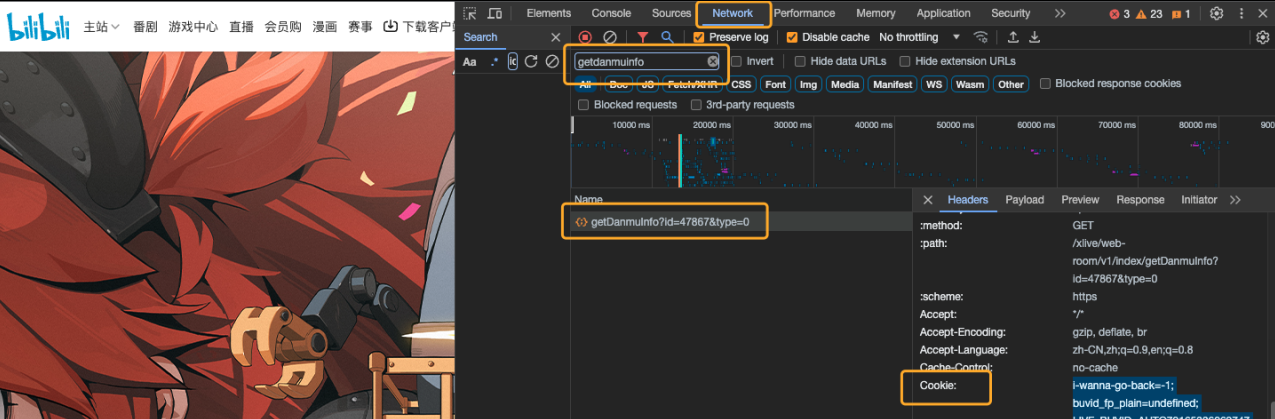 bilibili 主站 番剧 游戏中心 直播 会员购 漫画 赛事 下载客户端
Elements Console Sources Network Performance Memory Application Security 3 23 1
Search
Preserve log Disable cache No throttling
Aa .*
getdanmuinfo Invert Hide data URLs Hide extension URLs
All Doc JS Fetch/XHR CSS Font Img Media Manifest WS Wasm Other Blocked response cookies
Blocked requests 3rd-party requests
10000 ms 20000 ms 30000 ms 40000 ms 50000 ms 60000 ms 70000 ms 80000 ms 900
Name
getDanmuInfo?id=47867&type=0
Headers Payload Preview Response Initiator
:method: GET
:path: /xlive/web-
room/v1/index/getDanmuInfo?
id=47867&type=0
:scheme: https
Accept: */*
Accept-Encoding: gzip, deflate, br
Accept-Language: zh-CN,zh;q=0.9,en;q=0.8
Cache-Control: no-cache
Cookie: i-wanna-go-back=-1;
buvid_fp_plain=undefined;